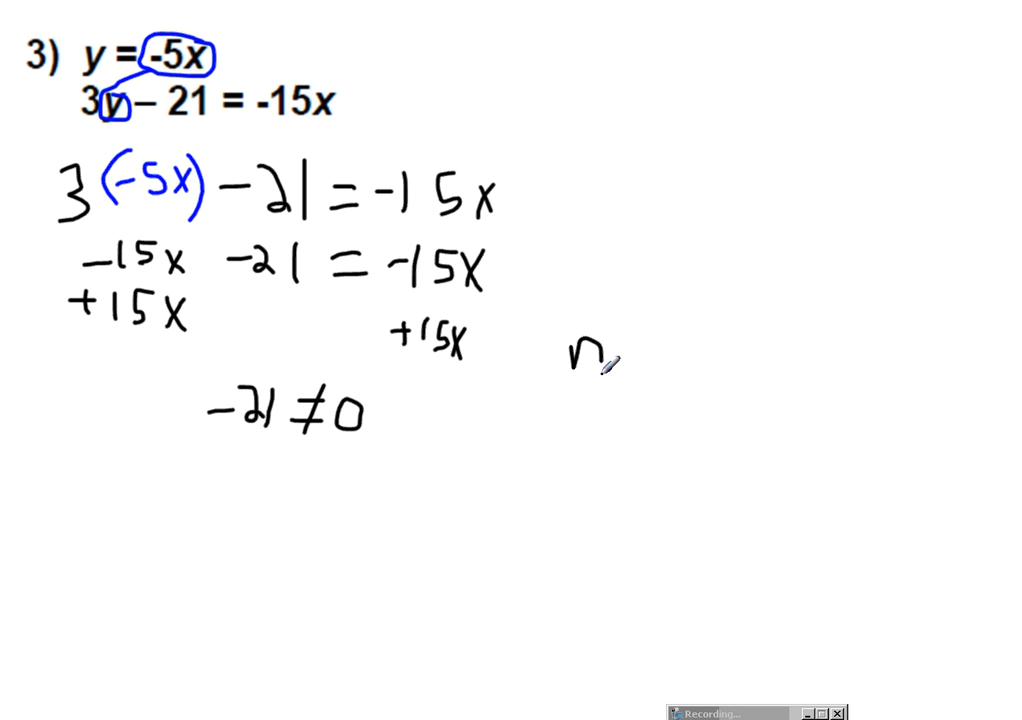 3) y = -5x
3y – 21 = -15x
3 (-5x) -21 = -15x
-15x -21 = -15x
+15x +15x
n
-21 ≠ 0
Recording...